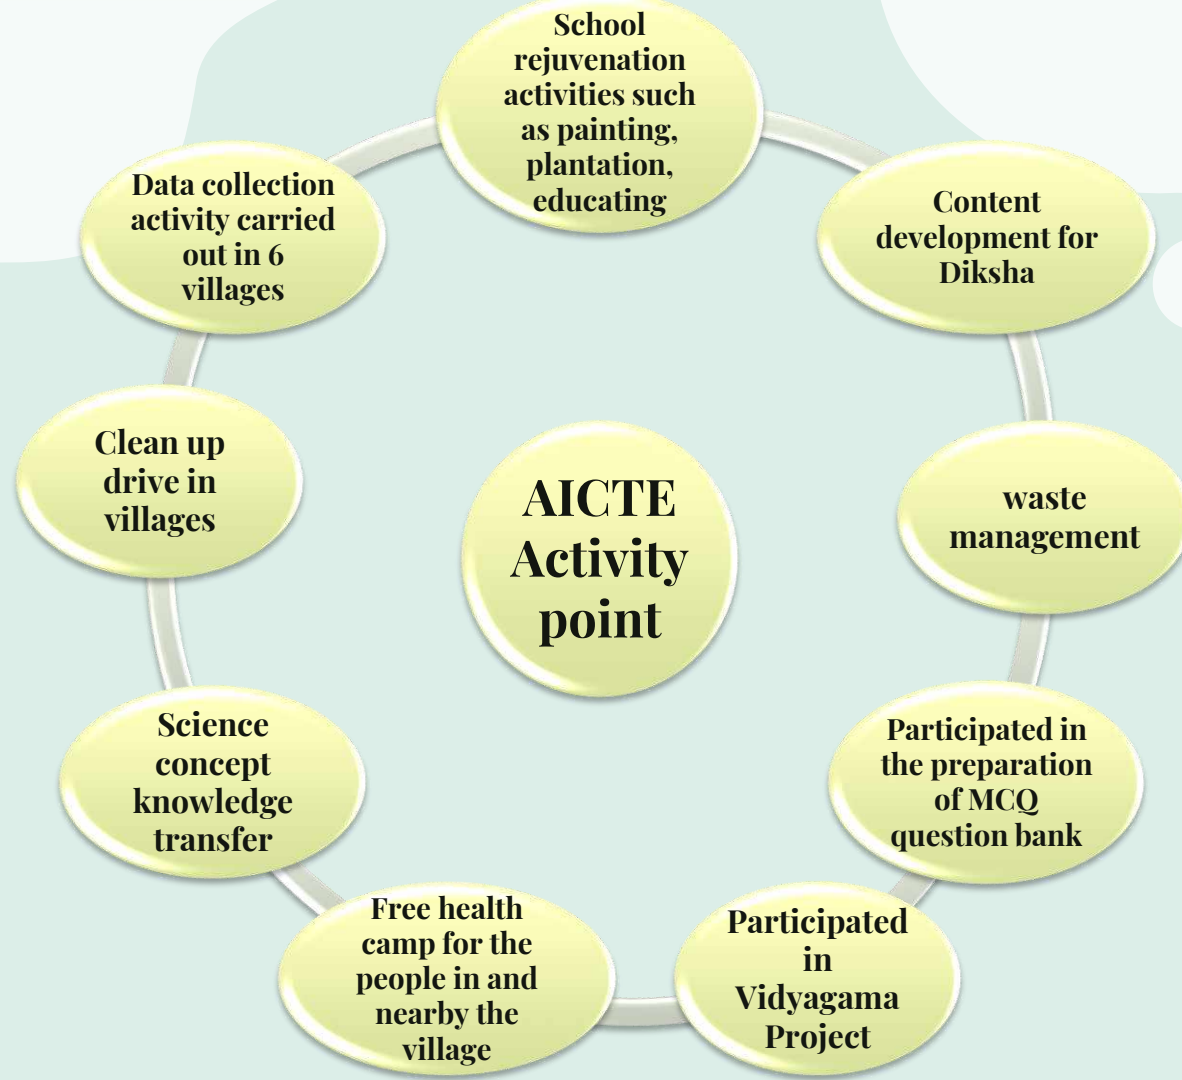 School
rejuvenation
activities such
as painting,
plantation,
educating
Content
development for
Diksha
waste
management
Participated in
the preparation
of MCQ
question bank
Participated
in
Vidyagama
Project
Free health
camp for the
people in and
nearby the
village
Science
concept
knowledge
transfer
Clean up
drive in
villages
Data collection
activity carried
out in 6
villages
AICTE
Activity
point